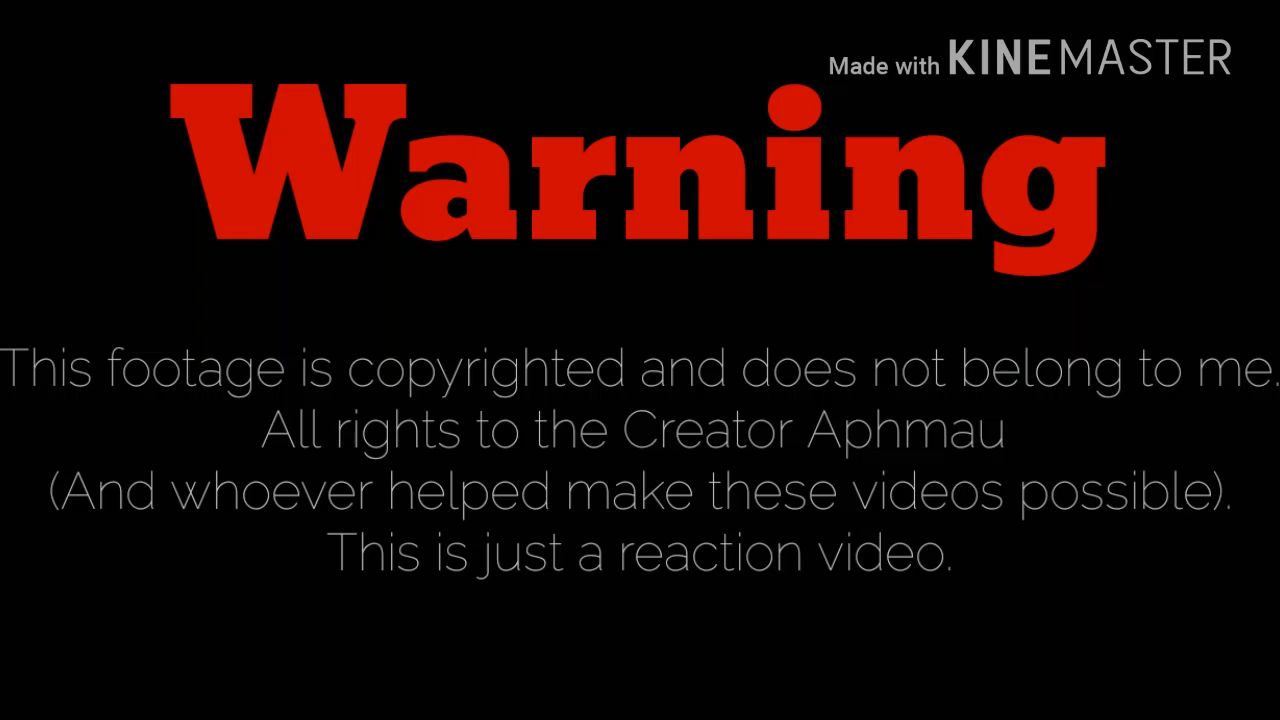 Made with KINEMASTER
Warning
This footage is copyrighted and does not belong to me.
All rights to the Creator Aphmau
(And whoever helped make these videos possible).
This is just a reaction video.